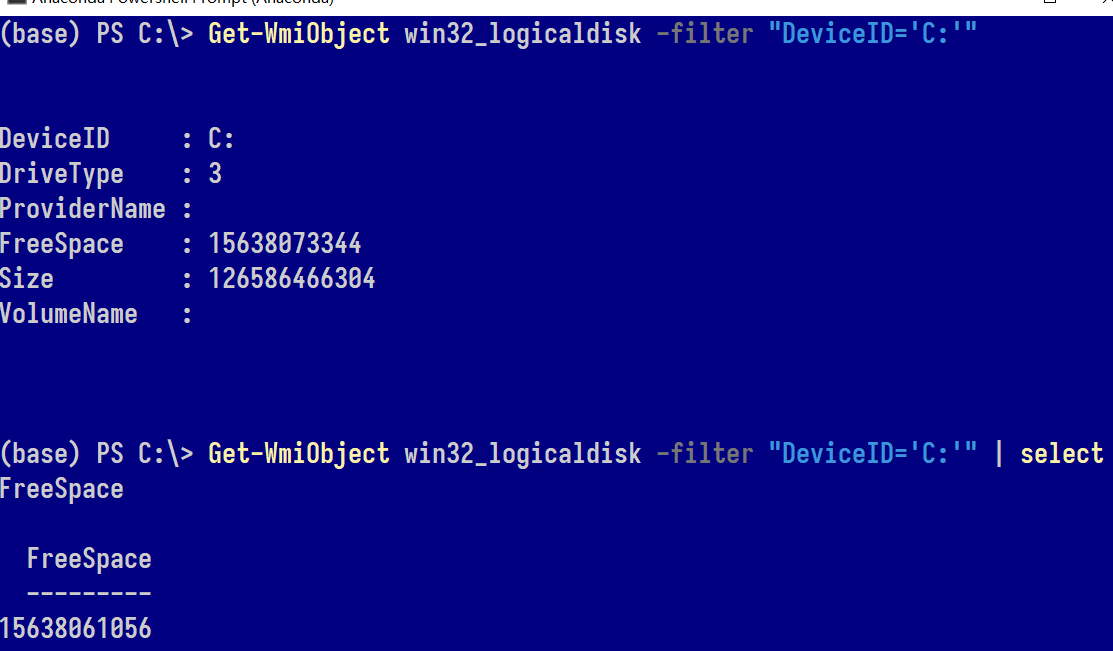 Anaconda Powershell Prompt (Anaconda)
(base) PS C:\> Get-WmiObject win32_logicaldisk -filter "DeviceID='C:'"
DeviceID     : C:
DriveType    : 3
ProviderName :
FreeSpace    : 15638073344
Size         : 126586466304
VolumeName   :
(base) PS C:\> Get-WmiObject win32_logicaldisk -filter "DeviceID='C:'" | select
FreeSpace
FreeSpace
---------
15638061056